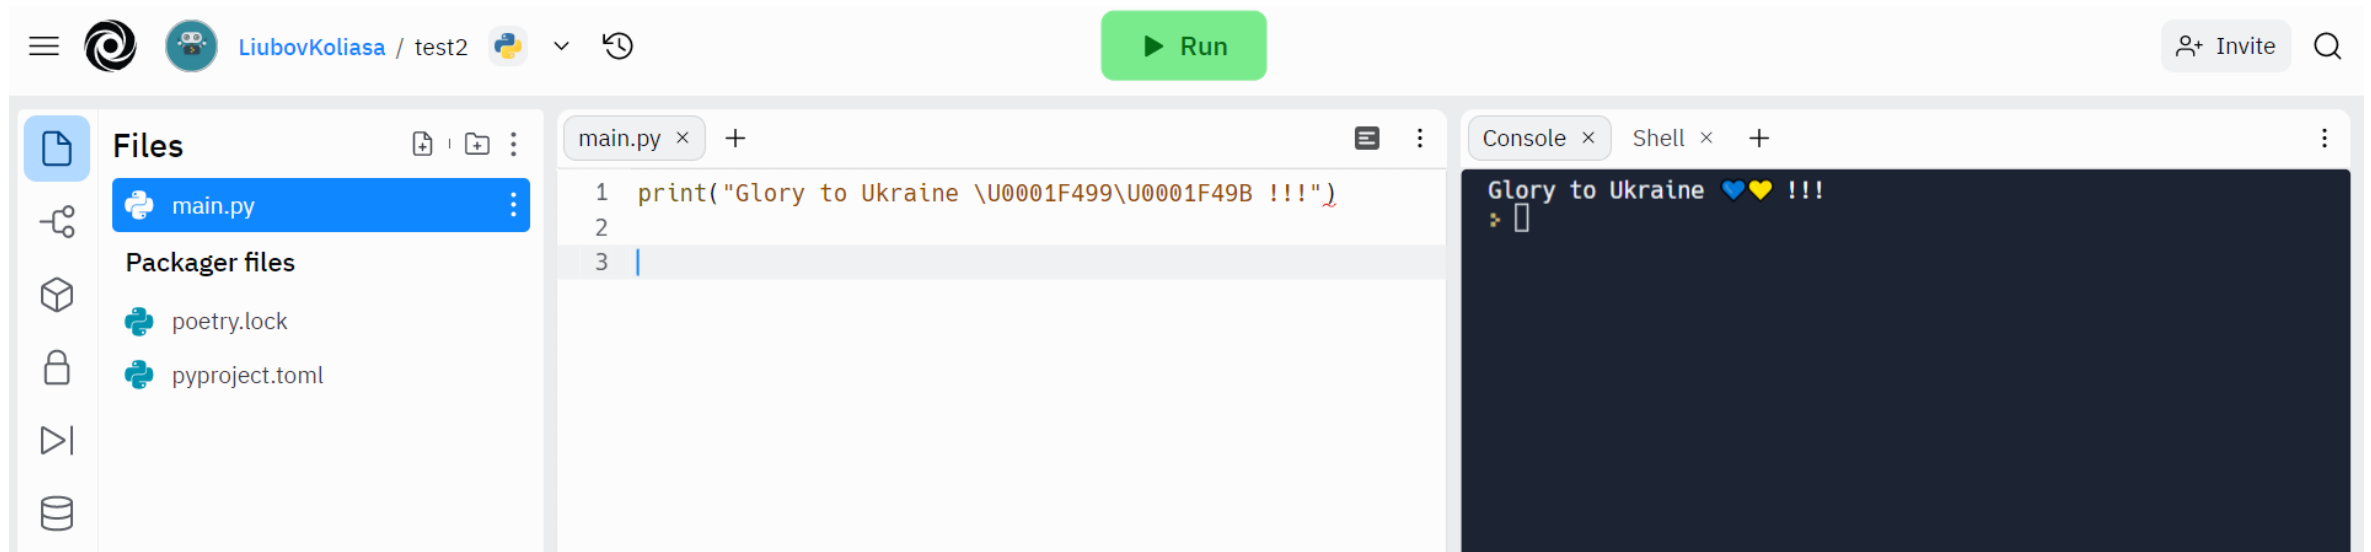 LiubovKoliasa / test2
Run
Invite
Files
main.py
Packager files
poetry.lock
pyproject.toml
main.py
1 print("Glory to Ukraine \U0001F499\U0001F49B !!!")
2
3
Console
Shell
Glory to Ukraine 💙💛 !!!